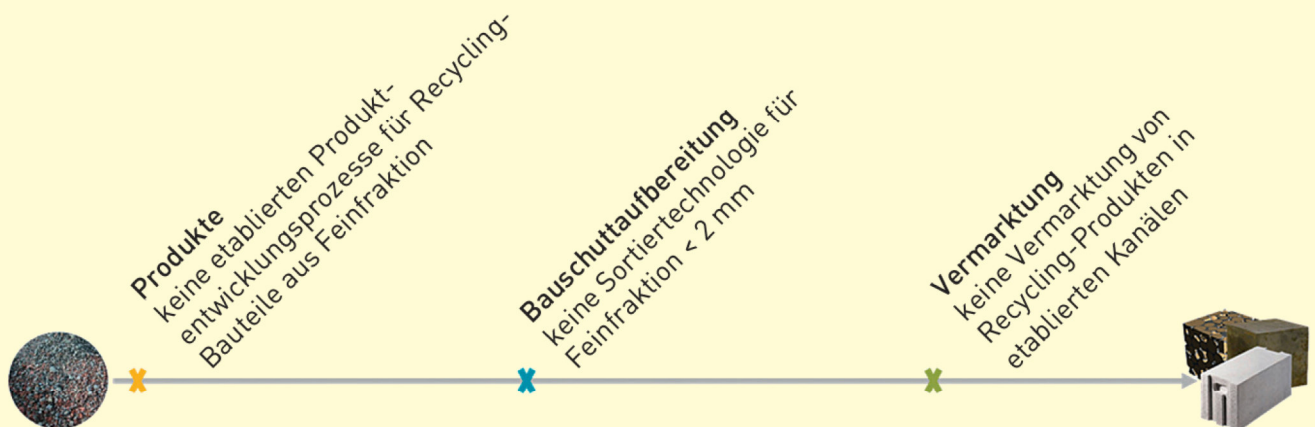 Produkte
keine etablierten Produkt-
entwicklungsprozesse für Recycling-
Bauteile aus Feinfraktion
Bauschuttaufbereitung
keine Sortiertechnologie für
Feinfraktion < 2 mm
Vermarktung
keine Vermarktung von
Recycling-Produkten in
etablierten Kanälen